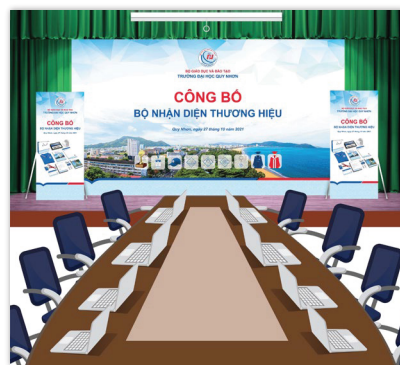 BỘ GIÁO DỤC VÀ ĐÀO TẠO
TRƯỜNG ĐẠI HỌC QUY NHƠN
CÔNG BỐ
BỘ NHẬN DIỆN THƯƠNG HIỆU
Quy Nhơn, ngày 27 tháng 10 năm 2021
CÔNG BỐ
BỘ NHẬN DIỆN THƯƠNG HIỆU
CÔNG BỐ
BỘ NHẬN DIỆN THƯƠNG HIỆU